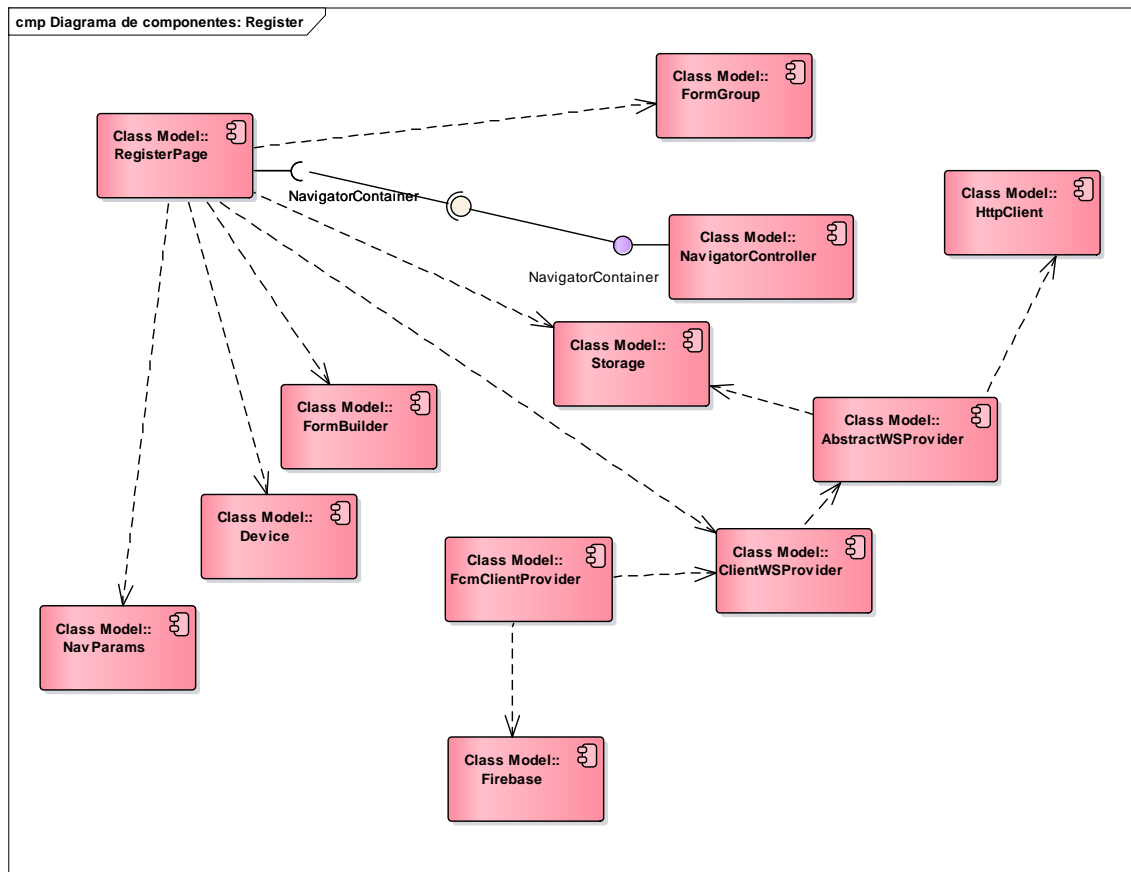 cmp Diagrama de componentes: Register
Class Model::
FormGroup
Class Model::
RegisterPage
NavigatorContainer
Class Model::
HttpClient
Class Model::
NavigatorController
NavigatorContainer
Class Model::
Storage
Class Model::
FormBuilder
Class Model::
AbstractWSProvider
Class Model::
Device
Class Model::
ClientWSProvider
Class Model::
FcmClientProvider
Class Model::
NavParams
Class Model::
Firebase